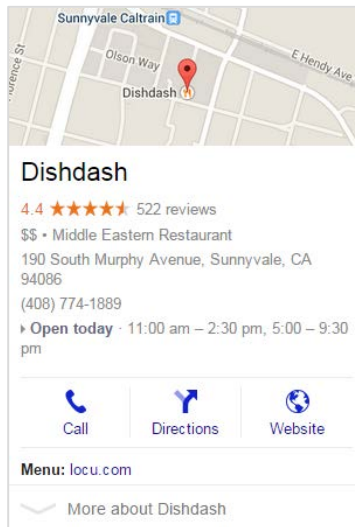 Sunnyvale Caltrain
Olson Way
E Hendy Ave
Florence St
Dishdash
Dishdash
4.4 ★★★★★ 522 reviews
$$ • Middle Eastern Restaurant
190 South Murphy Avenue, Sunnyvale, CA
94086
(408) 774-1889
Open today · 11:00 am – 2:30 pm, 5:00 – 9:30
pm
Call Directions Website
Menu: locu.com
More about Dishdash